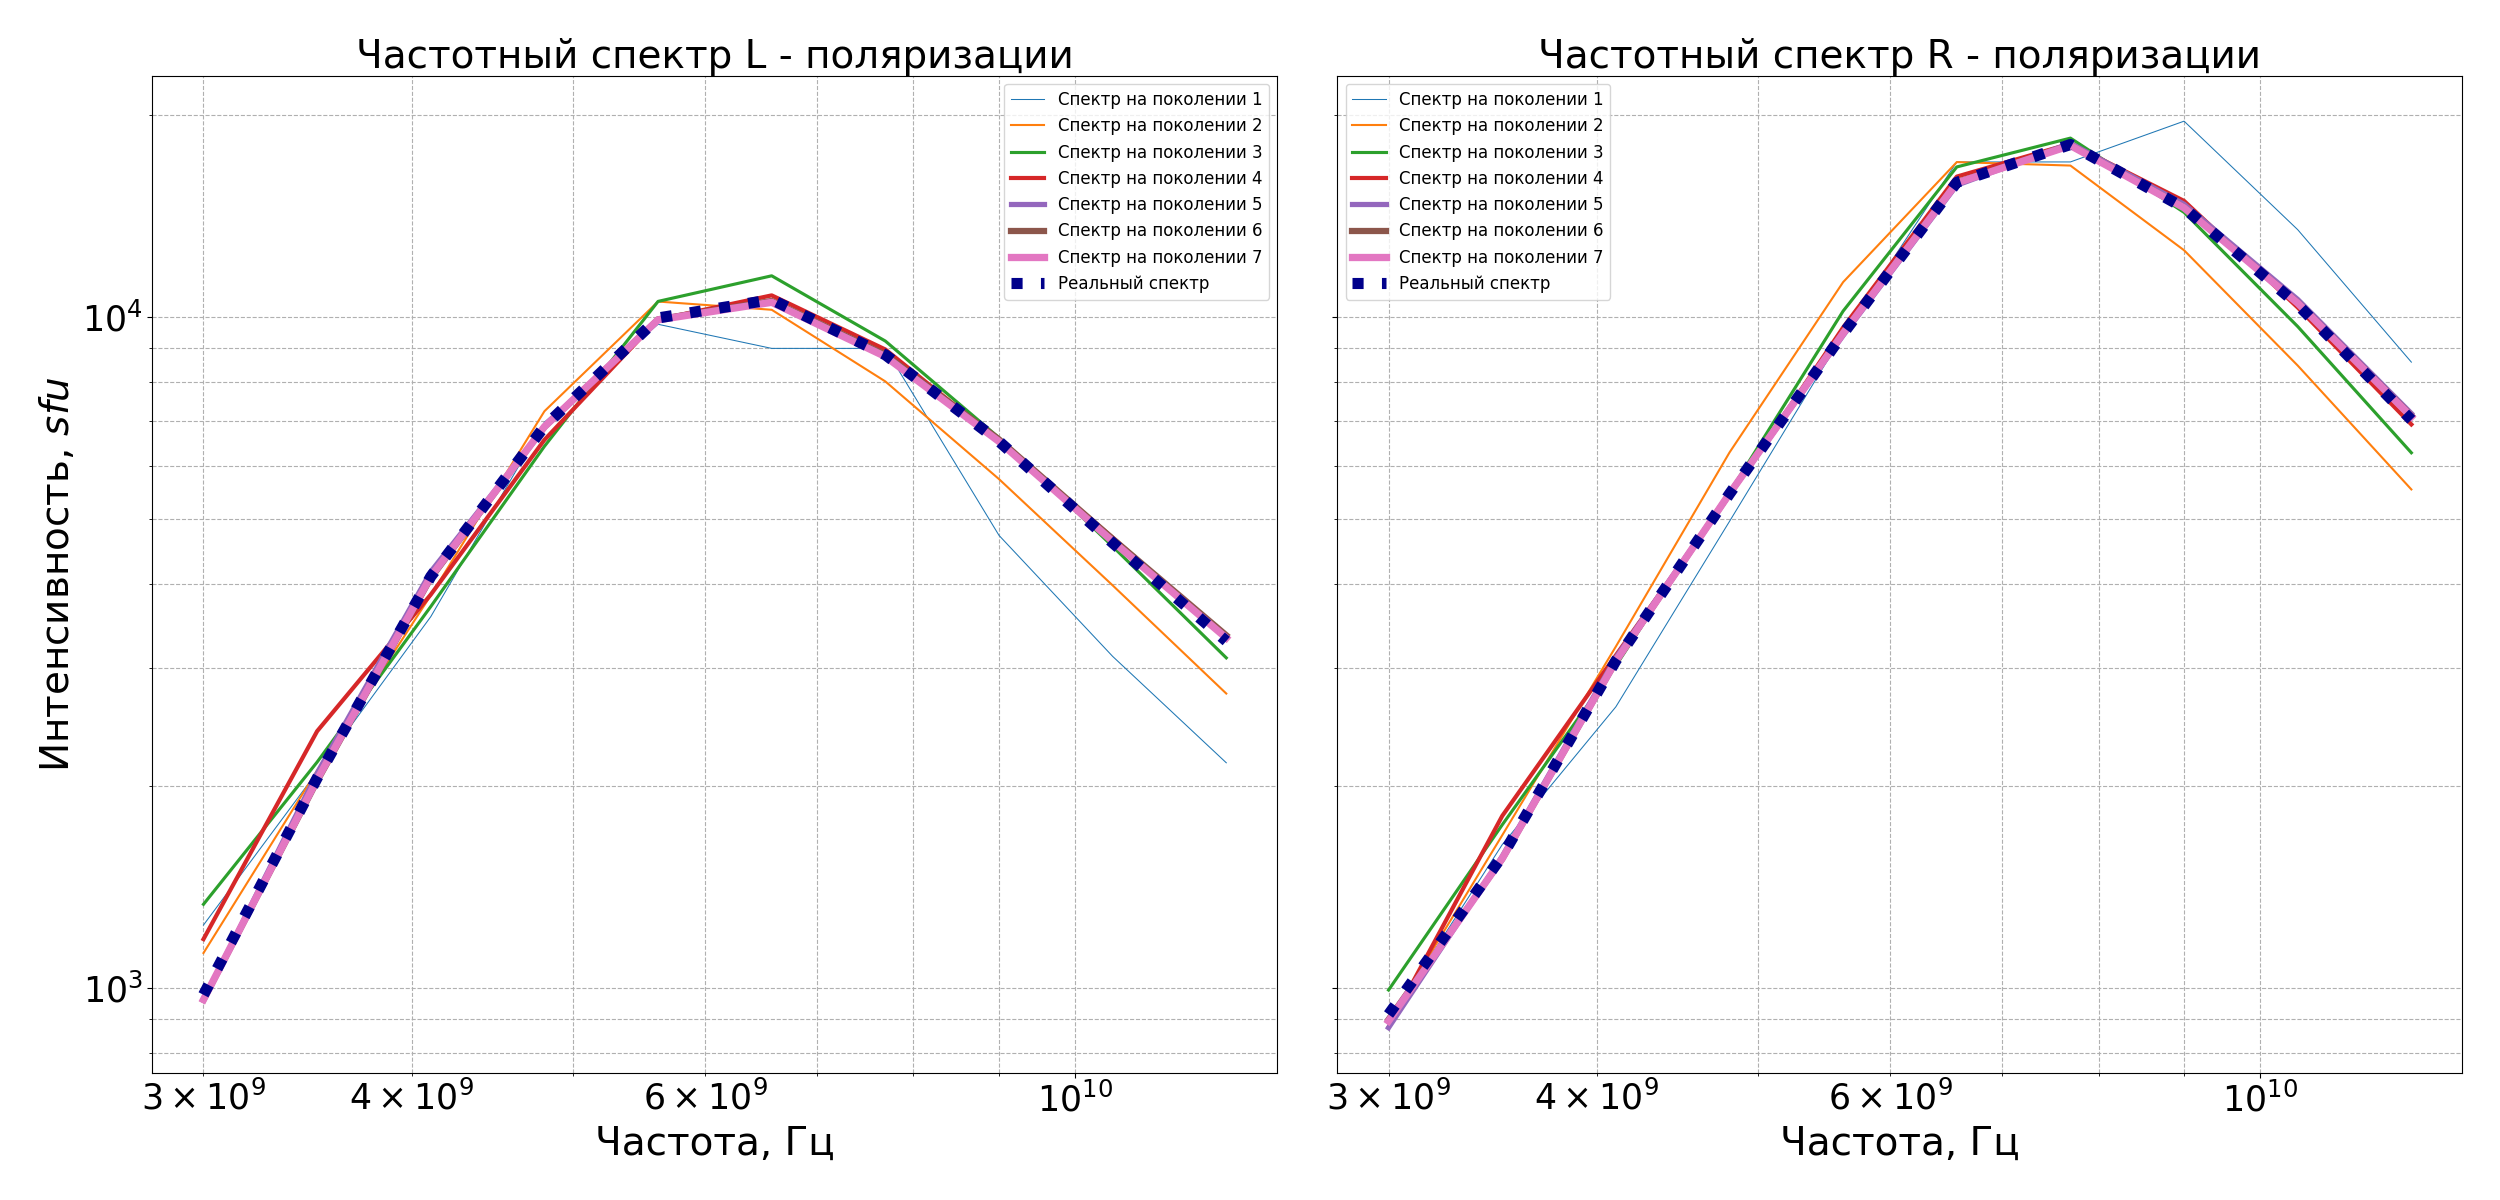 Частотный спектр L - поляризации
Спектр на поколении 1
Спектр на поколении 2
Спектр на поколении 3
Спектр на поколении 4
Спектр на поколении 5
Спектр на поколении 6
Спектр на поколении 7
Реальный спектр
Интенсивность, sfu
10⁴
10³
3 × 10⁹
4 × 10⁹
6 × 10⁹
10¹⁰
Частота, Гц
Частотный спектр R - поляризации
Спектр на поколении 1
Спектр на поколении 2
Спектр на поколении 3
Спектр на поколении 4
Спектр на поколении 5
Спектр на поколении 6
Спектр на поколении 7
Реальный спектр
3 × 10⁹
4 × 10⁹
6 × 10⁹
10¹⁰
Частота, Гц